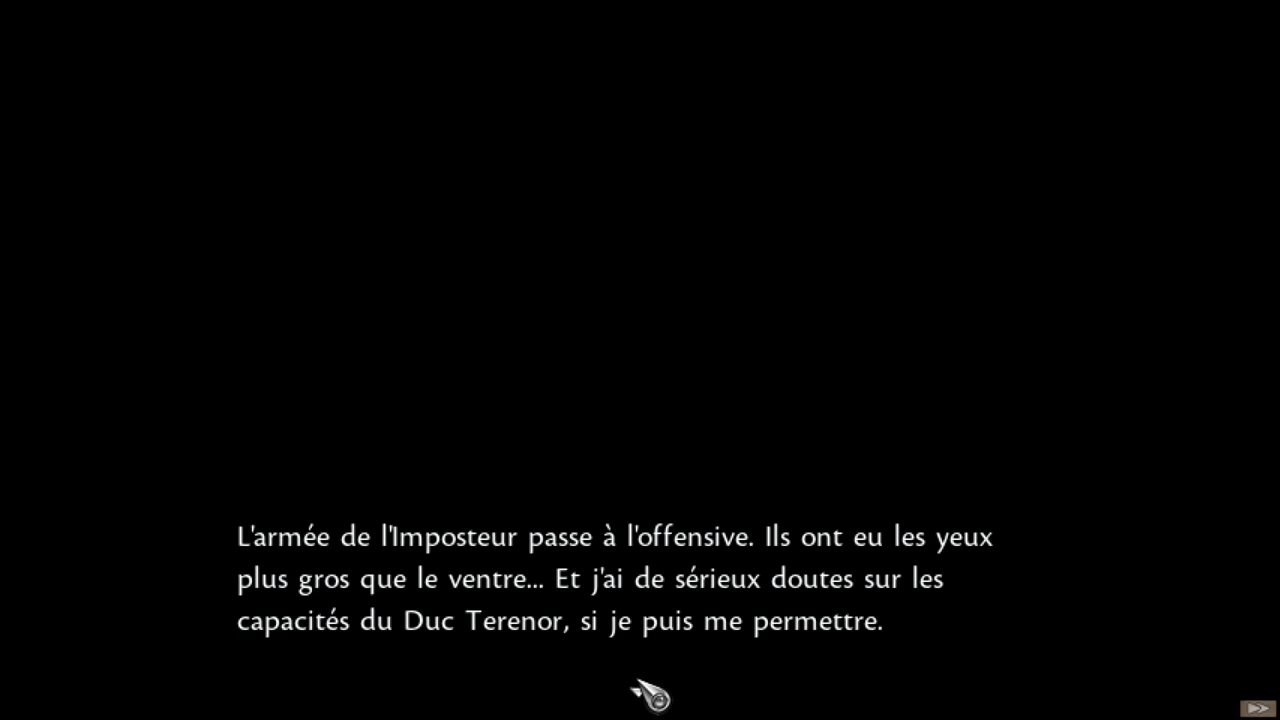 L'armée de l'Imposteur passe à l'offensive. Ils ont eu les yeux
plus gros que le ventre... Et j'ai de sérieux doutes sur les
capacités du Duc Terenor, si je puis me permettre.